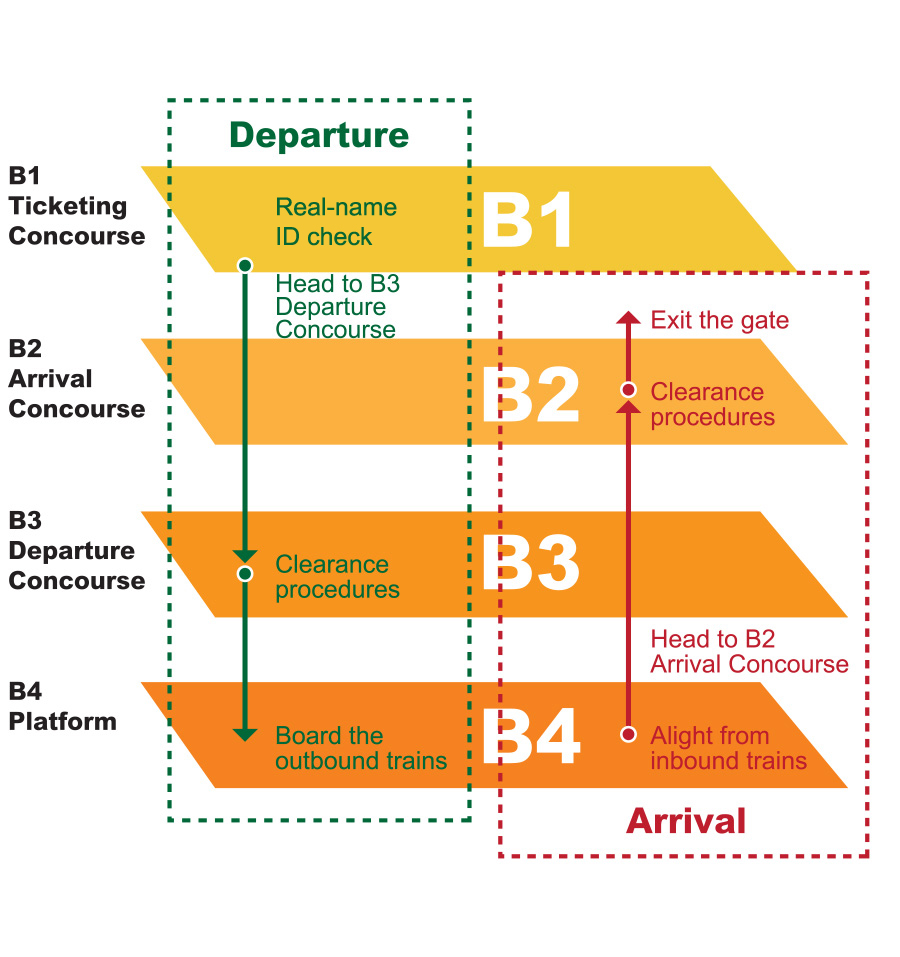 Departure
B1
Ticketing
Concourse
Real-name
ID check
B1
Head to B3
Departure
Concourse
Exit the gate
B2
Arrival
Concourse
B2
Clearance
procedures
B3
Departure
Concourse
Clearance
procedures
B3
Head to B2
Arrival Concourse
B4
Platform
Board the
outbound trains
B4
Alight from
inbound trains
Arrival